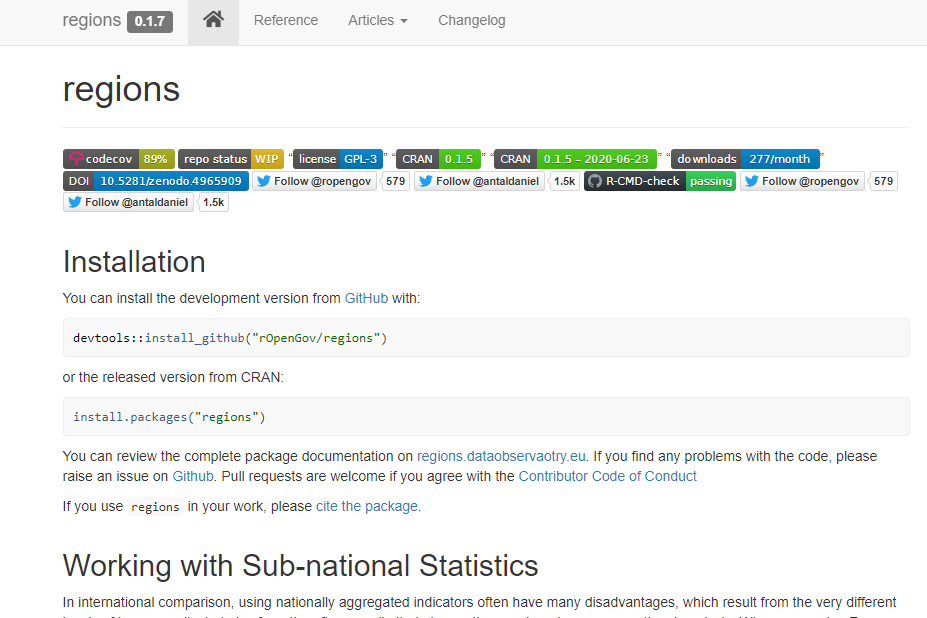 regions 0.1.7 Reference Articles Changelog
regions
codecov 89% repo status WIP “ license GPL-3 ” “ CRAN 0.1.5 ” “ CRAN 0.1.5 – 2020-06-23 ” “ downloads 277/month ”
DOI 10.5281/zenodo.4965909 Follow @ropengov 579 Follow @antaldaniel 1.5k R-CMD-check passing Follow @ropengov 579
Follow @antaldaniel 1.5k
Installation
You can install the development version from GitHub with:
devtools::install_github("rOpenGov/regions")
or the released version from CRAN:
install.packages("regions")
You can review the complete package documentation on regions.dataobservaotry.eu. If you find any problems with the code, please
raise an issue on Github. Pull requests are welcome if you agree with the Contributor Code of Conduct
If you use regions in your work, please cite the package.
Working with Sub-national Statistics
In international comparison, using nationally aggregated indicators often have many disadvantages, which result from the very different